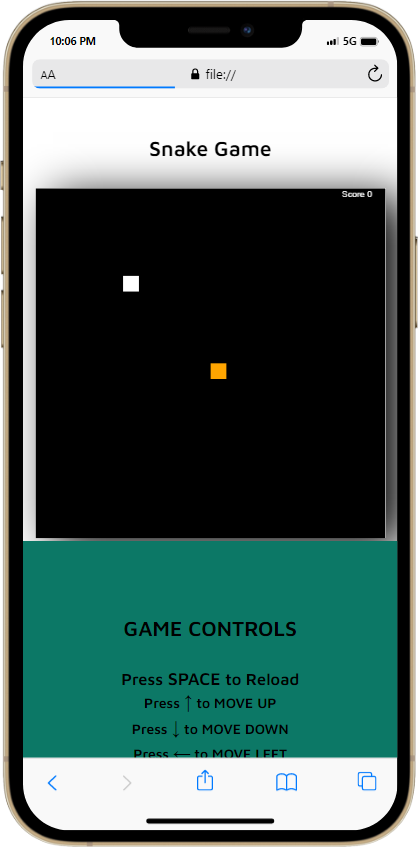 10:06 PM
5G
AA
file://
Snake Game
Score 0
GAME CONTROLS
Press SPACE to Reload
Press ↑ to MOVE UP
Press ↓ to MOVE DOWN
Press ← to MOVE LEFT